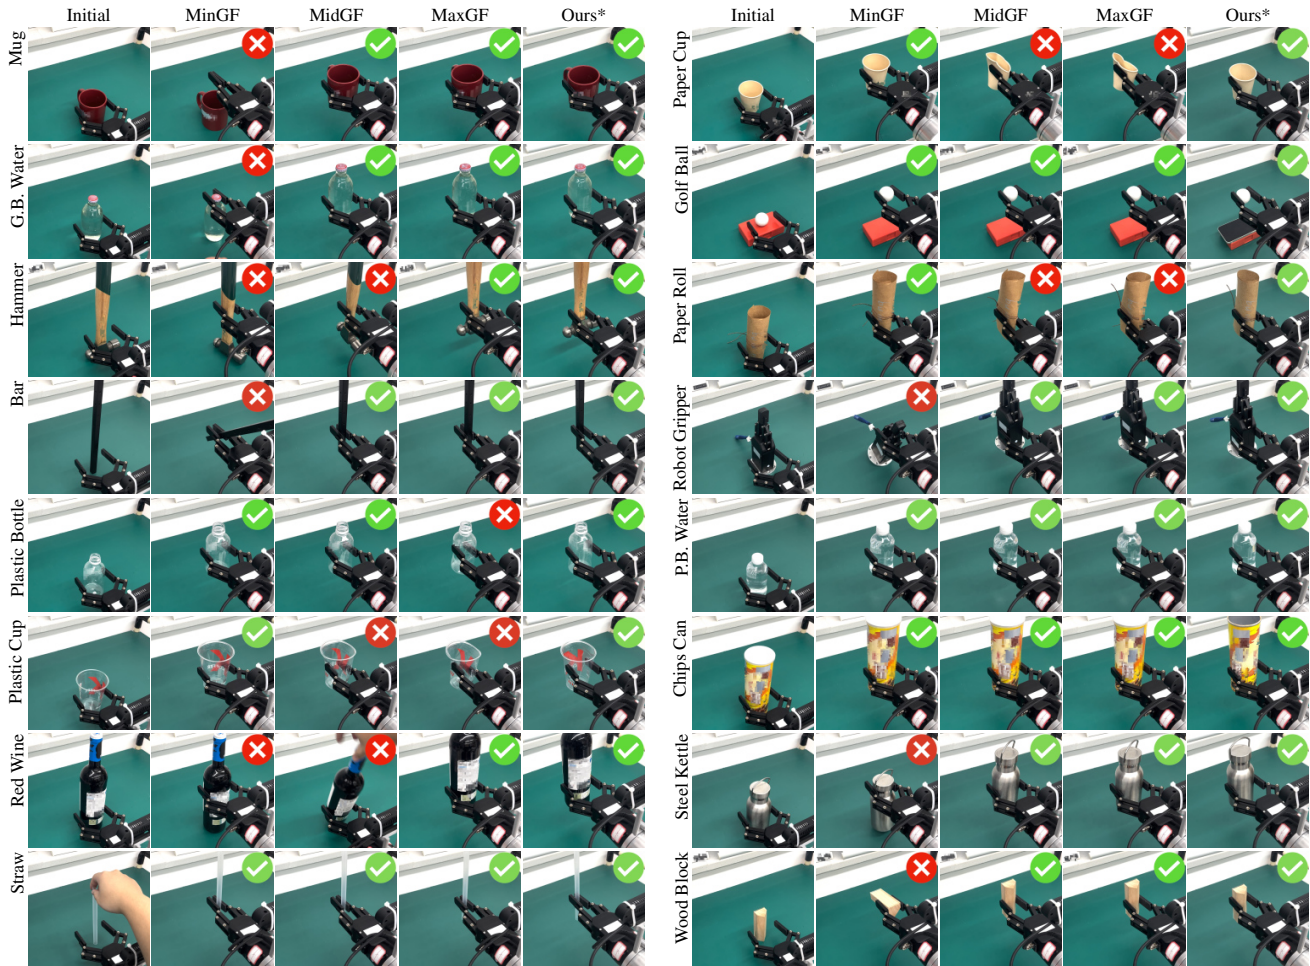 Initial MinGF MidGF MaxGF Ours*
Initial MinGF MidGF MaxGF Ours*
Mug
Paper Cup
G.B. Water
Golf Ball
Hammer
Paper Roll
Bar
Robot Gripper
Plastic Bottle
P.B. Water
Plastic Cup
Chips Can
Red Wine
Steel Kettle
Straw
Wood Block